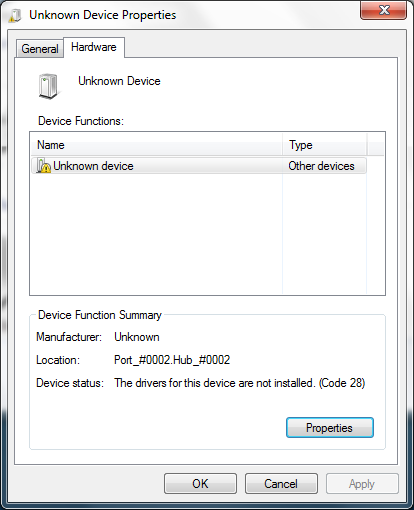 Unknown Device Properties
General Hardware
Unknown Device
Device Functions:
Name Type
Unknown device Other devices
Device Function Summary
Manufacturer: Unknown
Location: Port_#0002.Hub_#0002
Device status: The drivers for this device are not installed. (Code 28)
Properties
OK Cancel Apply